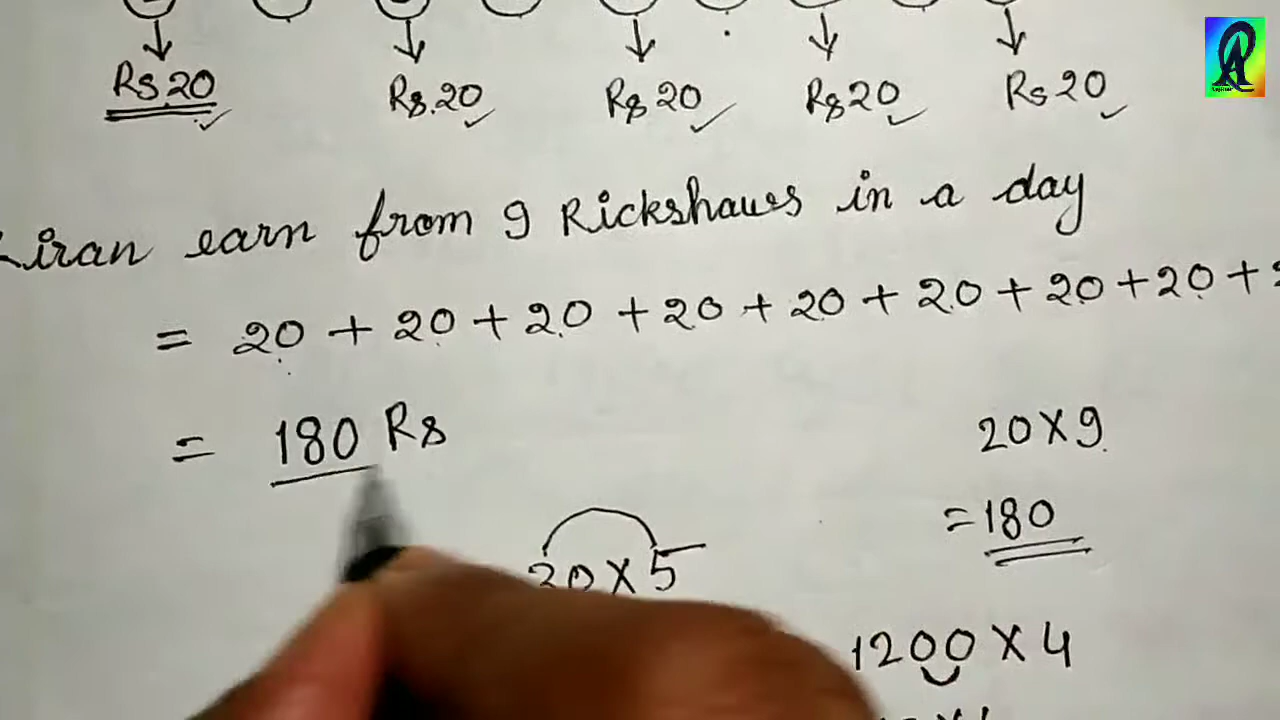 Rs.20 Rs.20 Rs 20 Rs 20 Rs 20
Kiran earn from 9 Rickshaws in a day
= 20 + 20 + 20 + 20 + 20 + 20 + 20 + 20 +
= 180 Rs
20 X 9
= 180
20 X 5
1200 X 4